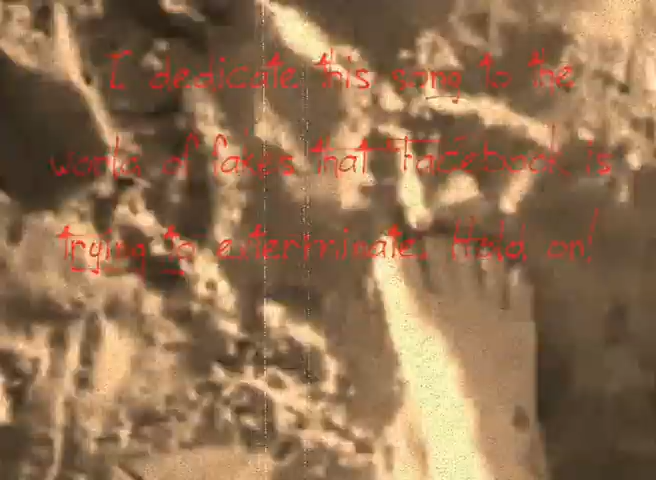 I dedicate this song to the
world of fakes that Facebook is
trying to exterminate. Hold on!